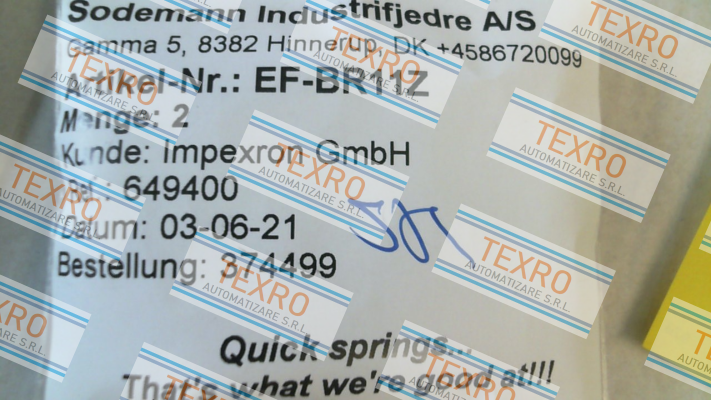 Sodemann Industrifjedre A/S
Gamma 5, 8382 Hinnerup, DK +4586720099
Artikel-Nr.: EF-BR11Z
Menge: 2
Kunde: Impexron GmbH
649400
Datum: 03-06-21
Bestellung: 374499
Quick springs...
That's what we're good at!!!
TEXRO
AUTOMATIZARE S.R.L.